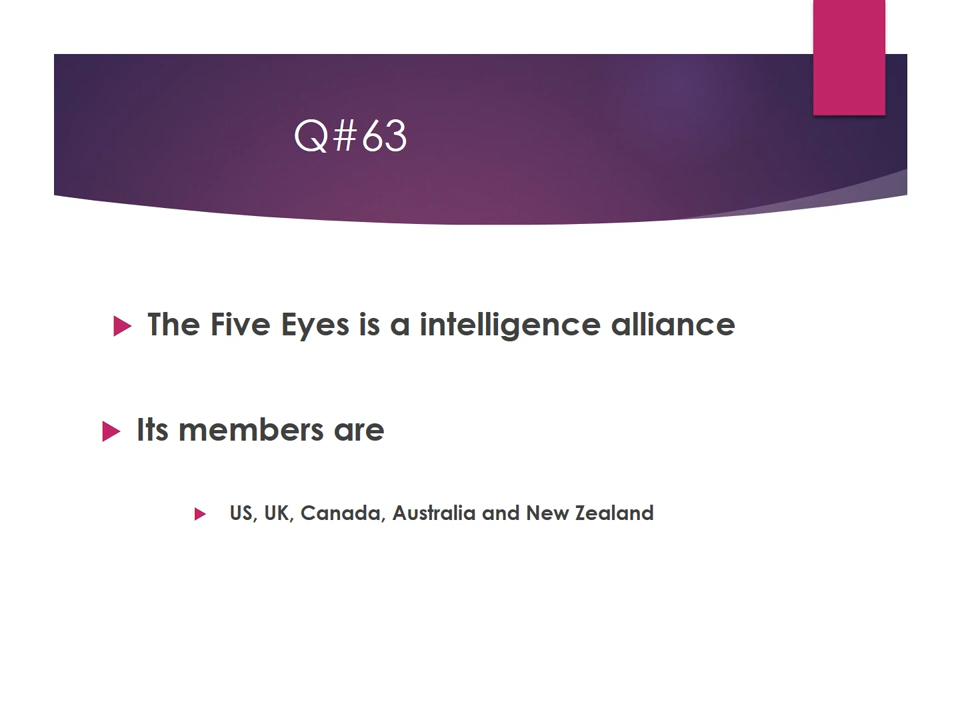 Q#63
The Five Eyes is a intelligence alliance
Its members are
US, UK, Canada, Australia and New Zealand